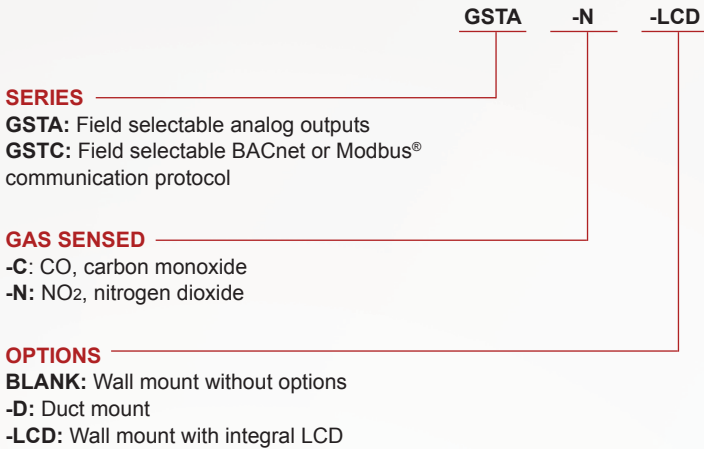 GSTA -N -LCD
SERIES
GSTA: Field selectable analog outputs
GSTC: Field selectable BACnet or Modbus®
communication protocol
GAS SENSED
-C: CO, carbon monoxide
-N: NO2, nitrogen dioxide
OPTIONS
BLANK: Wall mount without options
-D: Duct mount
-LCD: Wall mount with integral LCD